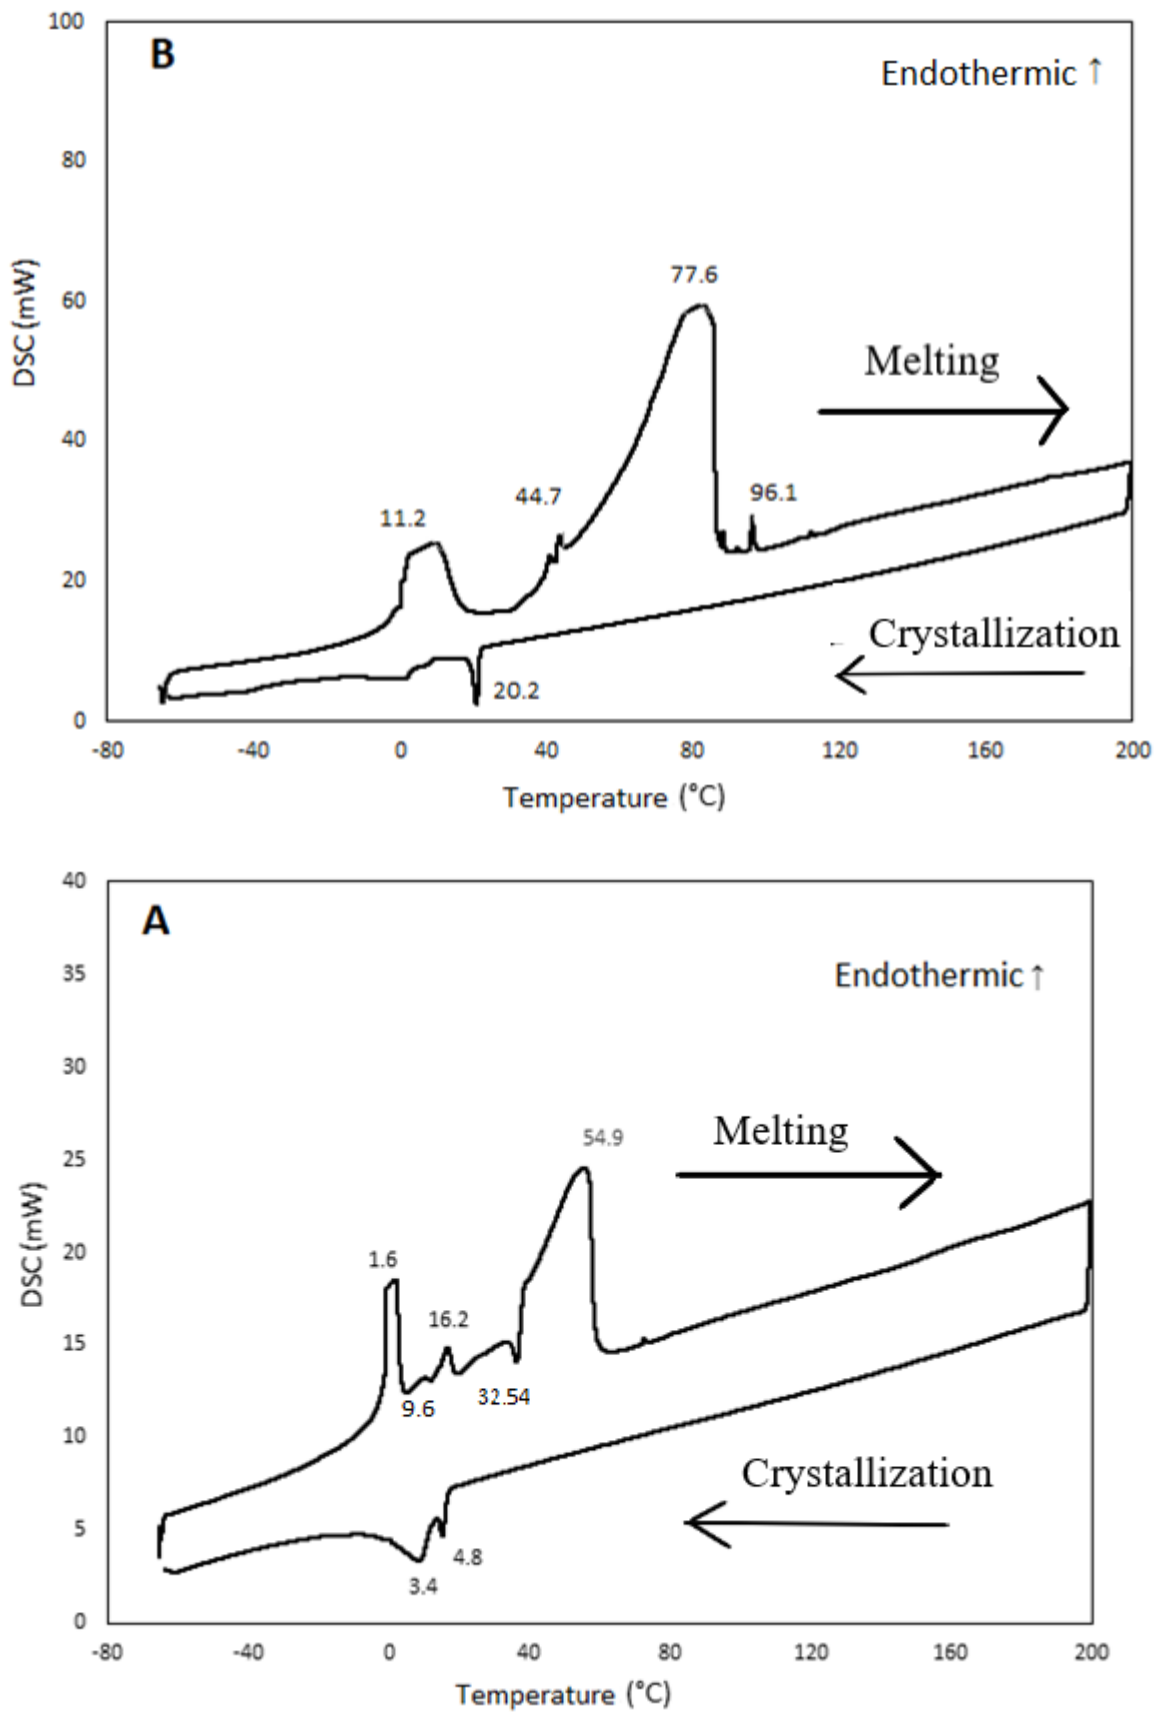 100
B
Endothermic ↑
80
77.6
60
DSC (mW)
Melting
40
44.7
96.1
11.2
20
Crystallization
20.2
0
-80 -40 0 40 80 120 160 200
Temperature (°C)
40
A
35
Endothermic ↑
30
54.9
Melting
25
DSC (mW)
20
1.6
16.2
15
32.54
9.6
10
Crystallization
5
4.8
3.4
0
-80 -40 0 40 80 120 160 200
Temperature (°C)